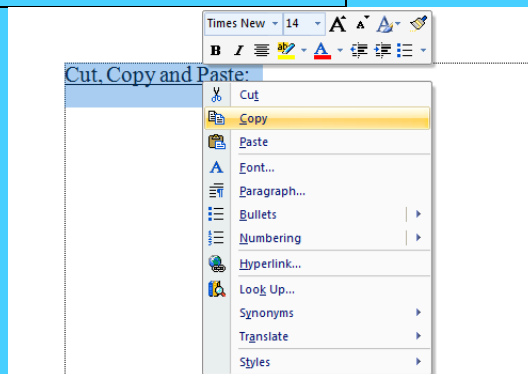 Times New 14 A A A
B I ab A
Cut, Copy and Paste:
Cut
Copy
Paste
A Font...
Paragraph...
Bullets
Numbering
Hyperlink...
Look Up...
Synonyms
Translate
Styles